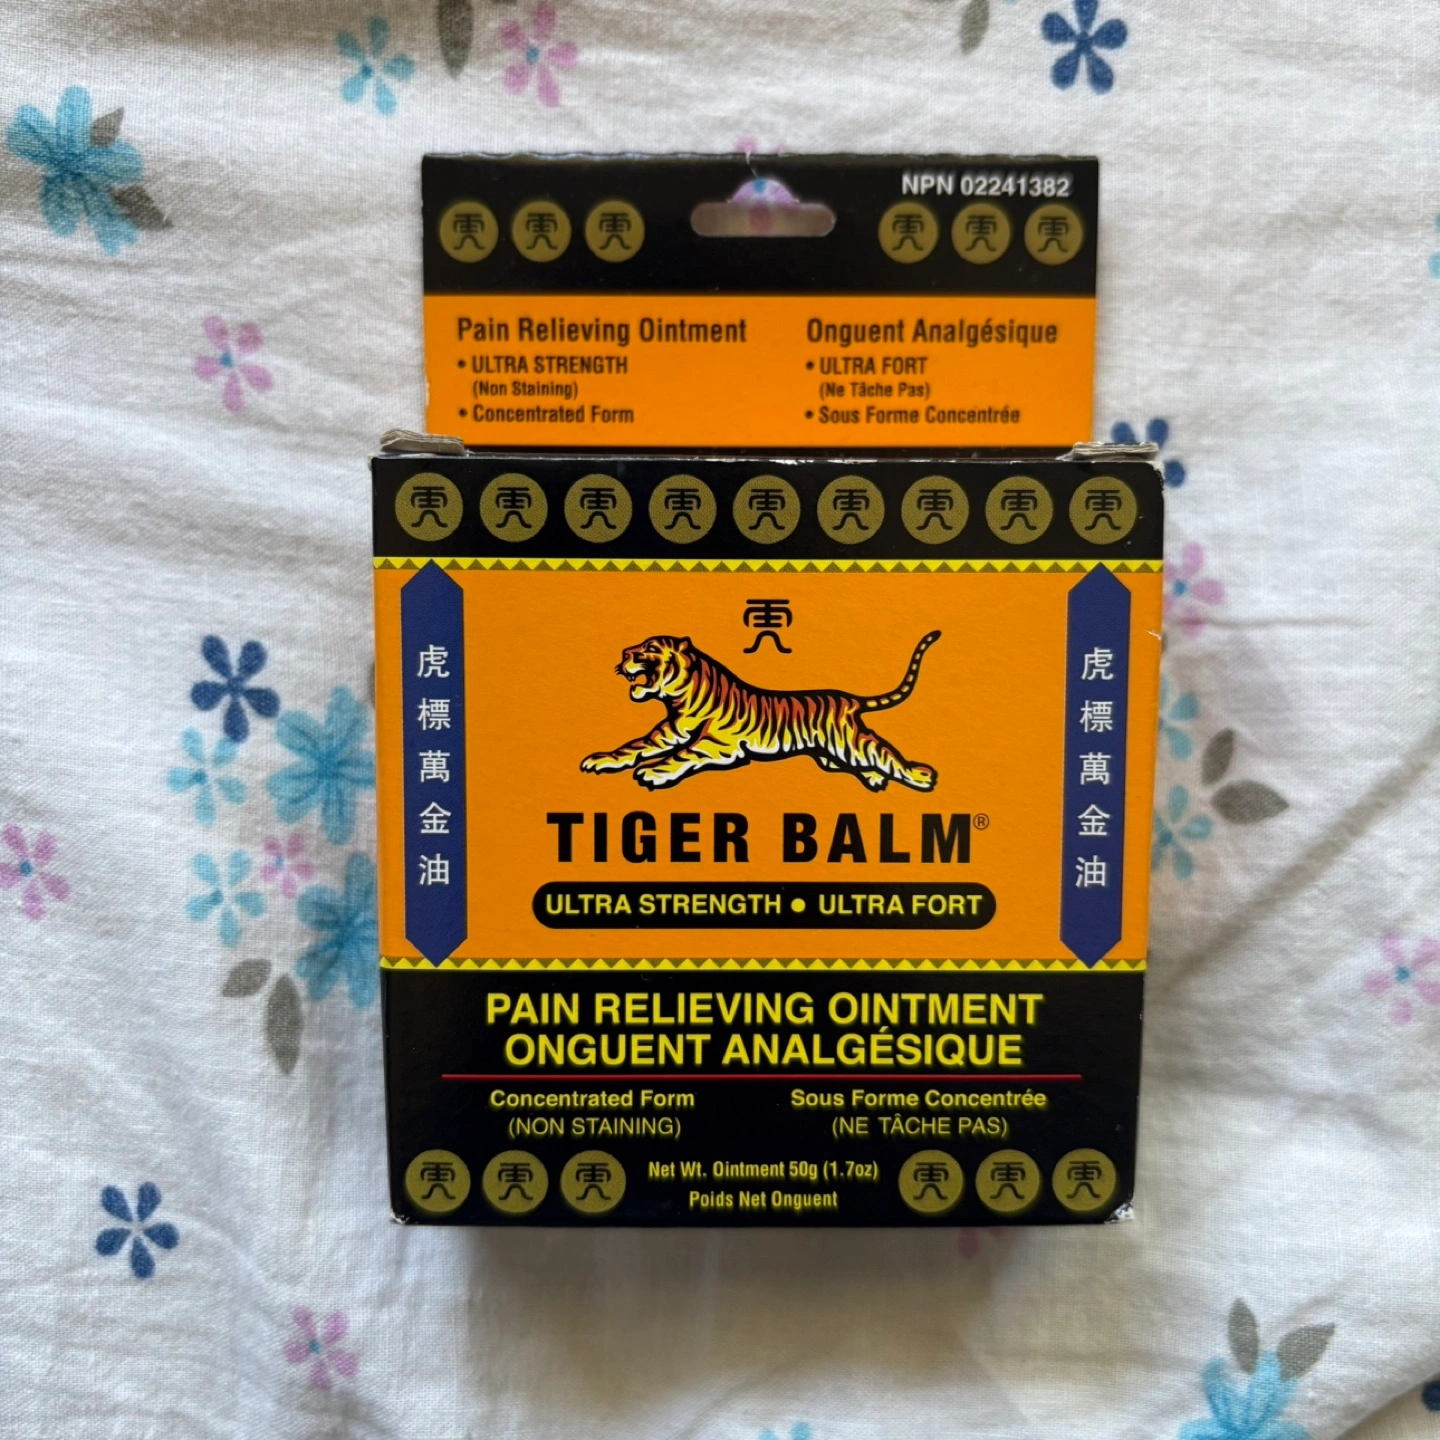 NPN 02241382
Pain Relieving Ointment
• ULTRA STRENGTH
(Non Staining)
• Concentrated Form
Onguent Analgésique
• ULTRA FORT
(Ne Tâche Pas)
• Sous Forme Concentrée
虎標萬金油
虎標萬金油
TIGER BALM®
ULTRA STRENGTH • ULTRA FORT
PAIN RELIEVING OINTMENT
ONGUENT ANALGÉSIQUE
Concentrated Form
(NON STAINING)
Sous Forme Concentrée
(NE TÂCHE PAS)
Net Wt. Ointment 50g (1.7oz)
Poids Net Onguent